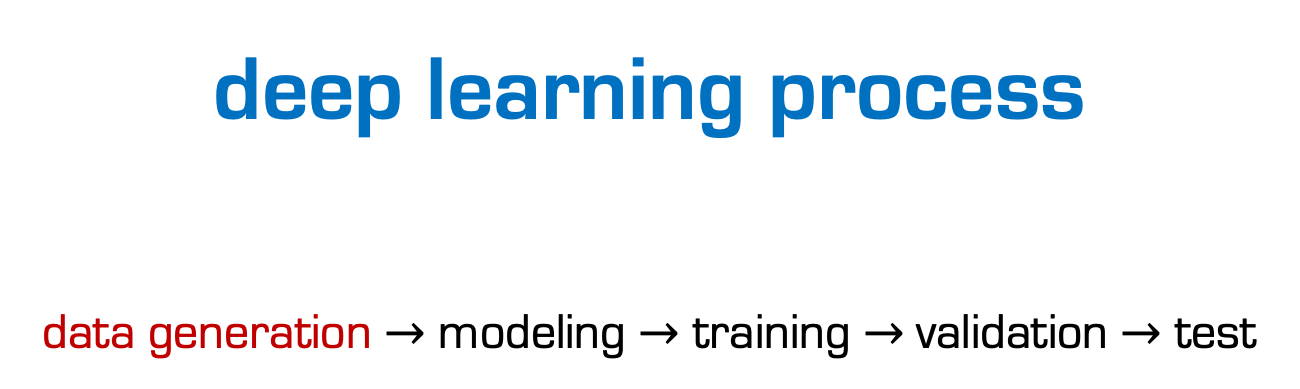 deep learning process
data generation → modeling → training → validation → test